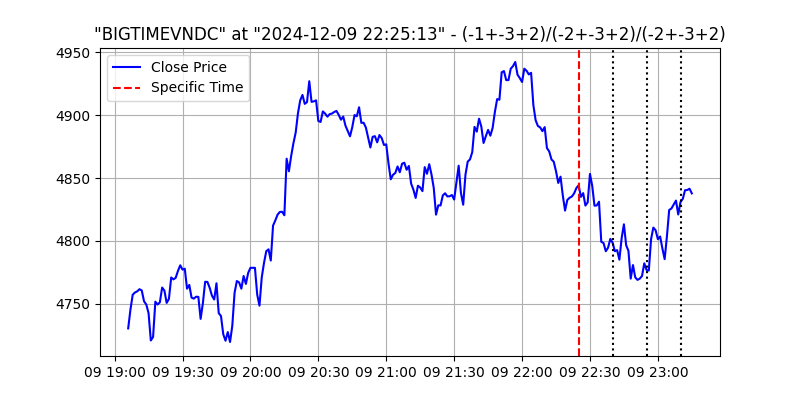 "BIGTIMEVNDC" at "2024-12-09 22:25:13" - (-1+-3+2)/(-2+-3+2)/(-2+-3+2)
Close Price
Specific Time
4950
4900
4850
4800
4750
09 19:00 09 19:30 09 20:00 09 20:30 09 21:00 09 21:30 09 22:00 09 22:30 09 23:00